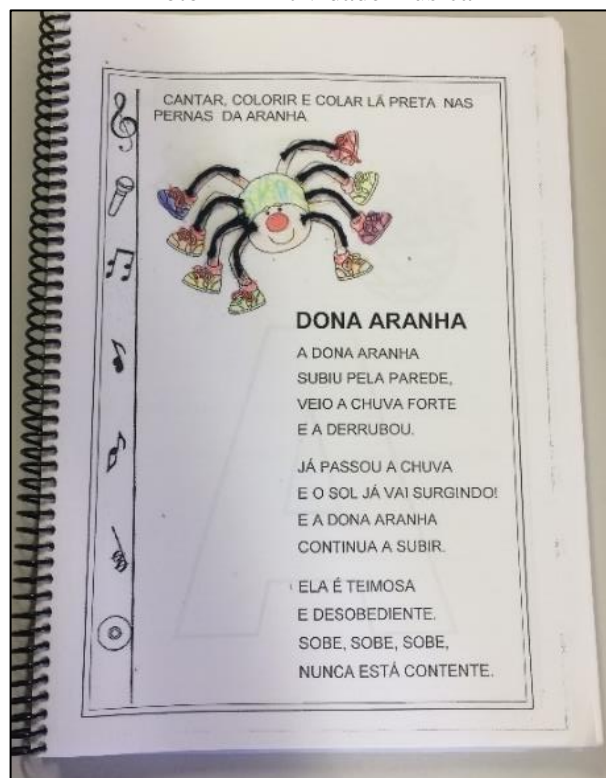 CANTAR, COLORIR E COLAR LÃ PRETA NAS
PERNAS DA ARANHA
DONA ARANHA
A DONA ARANHA
SUBIU PELA PAREDE,
VEIO A CHUVA FORTE
E A DERRUBOU.
JÁ PASSOU A CHUVA
E O SOL JÁ VAI SURGINDO!
E A DONA ARANHA
CONTINUA A SUBIR.
ELA É TEIMOSA
E DESOBEDIENTE.
SOBE, SOBE, SOBE,
NUNCA ESTÁ CONTENTE.